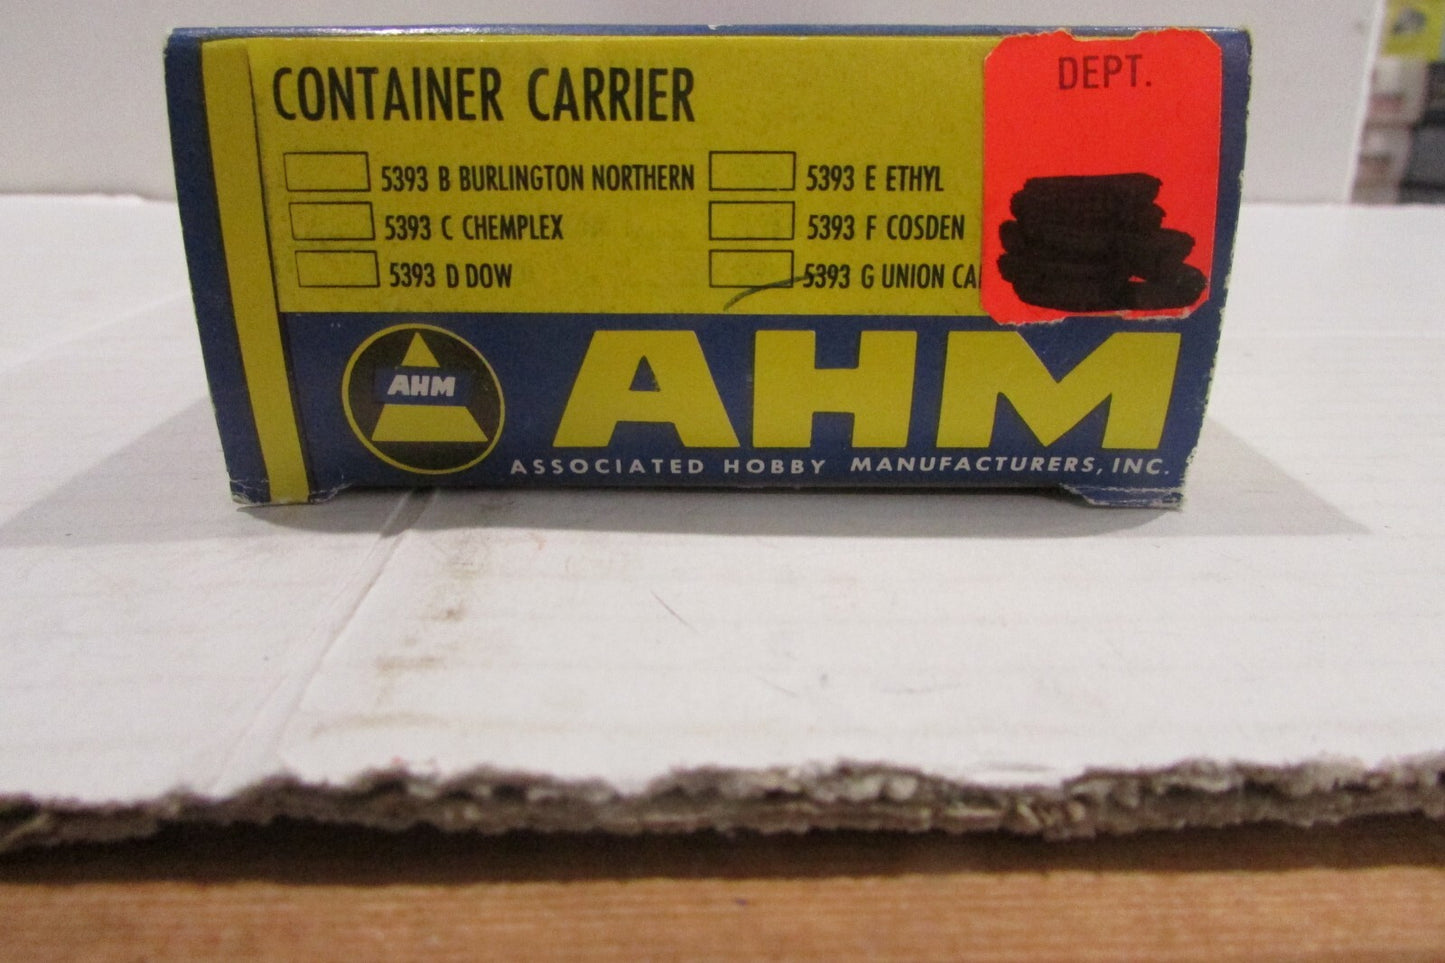 CONTAINER CARRIER
DEPT.
5393 B BURLINGTON NORTHERN
5393 C CHEMPLEX
5393 D DOW
5393 E ETHYL
5393 F COSDEN
5393 G UNION
AHM
AHM
ASSOCIATED HOBBY MANUFACTURERS, INC.